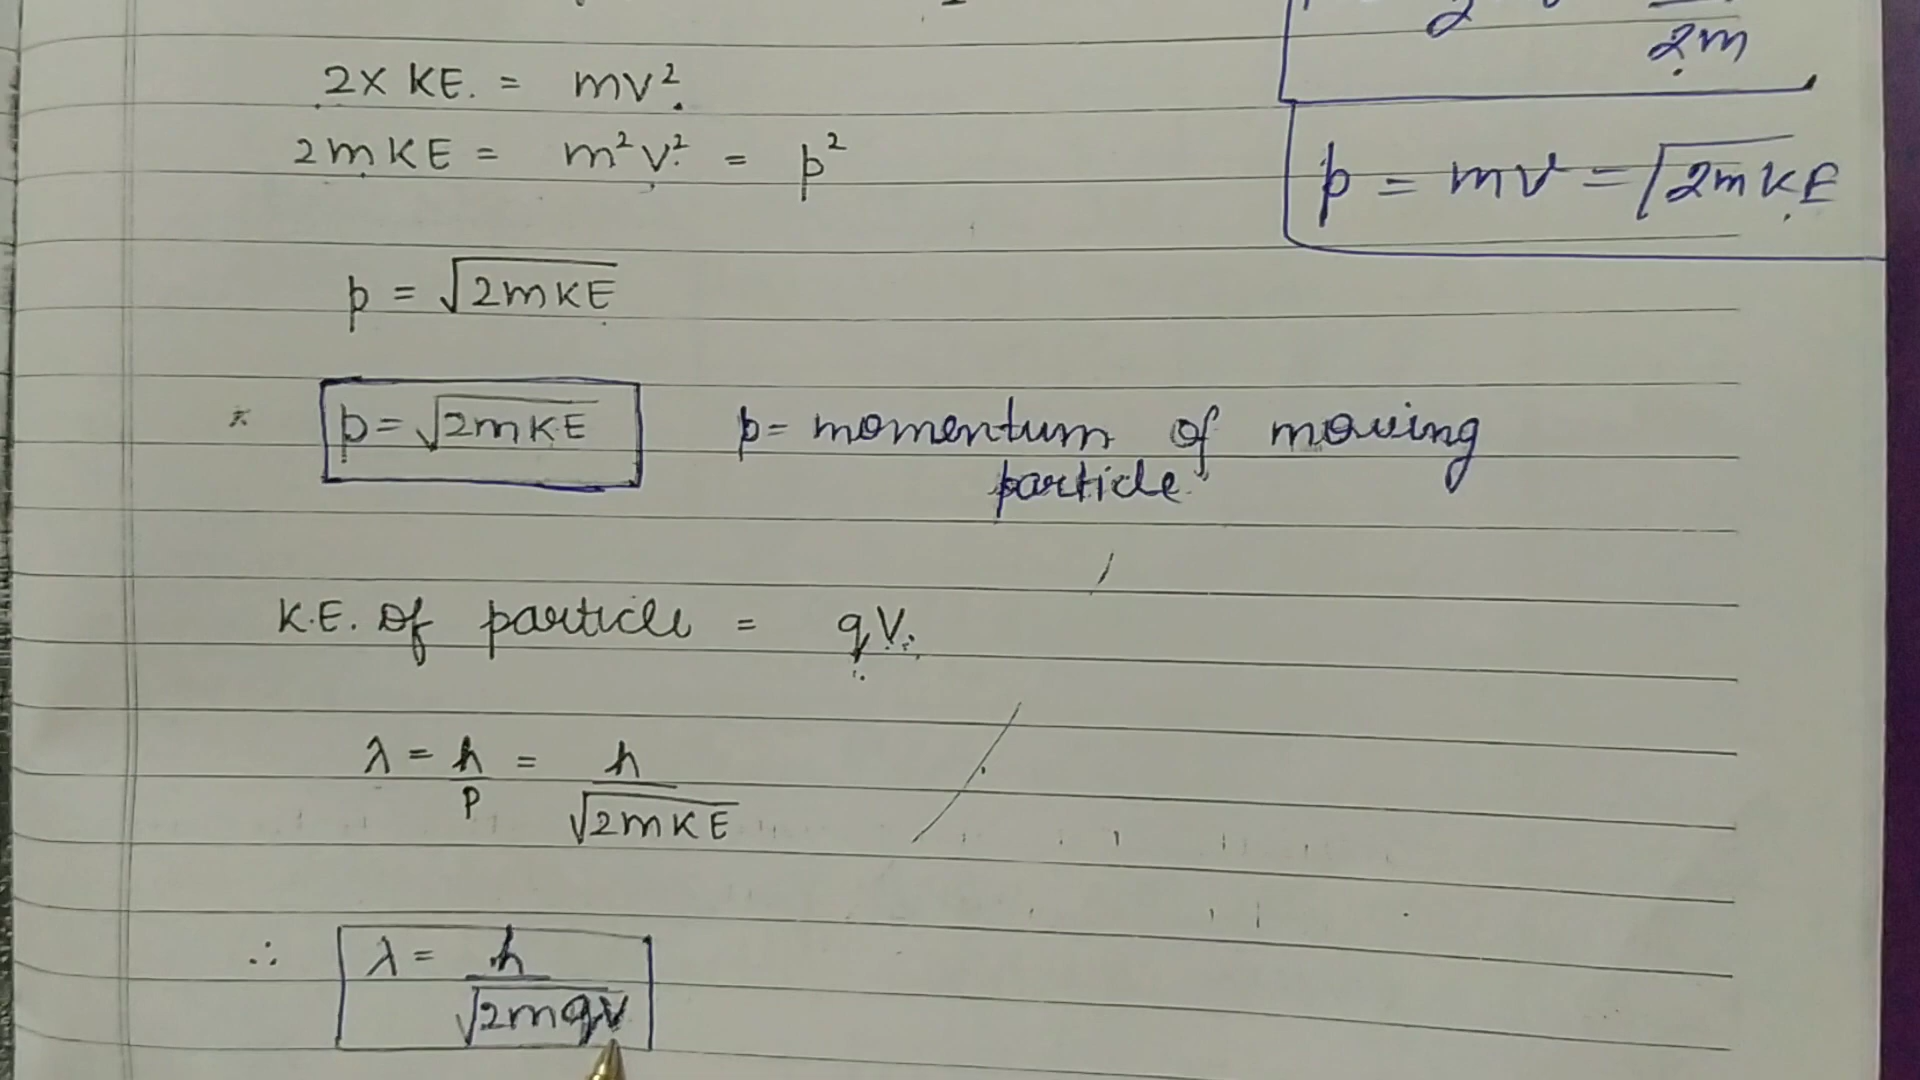 2m
2 x KE. = mv²
2mKE = m²v² = p²
p = mv = √2mKE
p = √2mKE
p = √2mKE p = momentum of moving
particle
K.E. of particle = qV.
λ = h/p = h/√2mKE
∴ λ = h/√2mqV